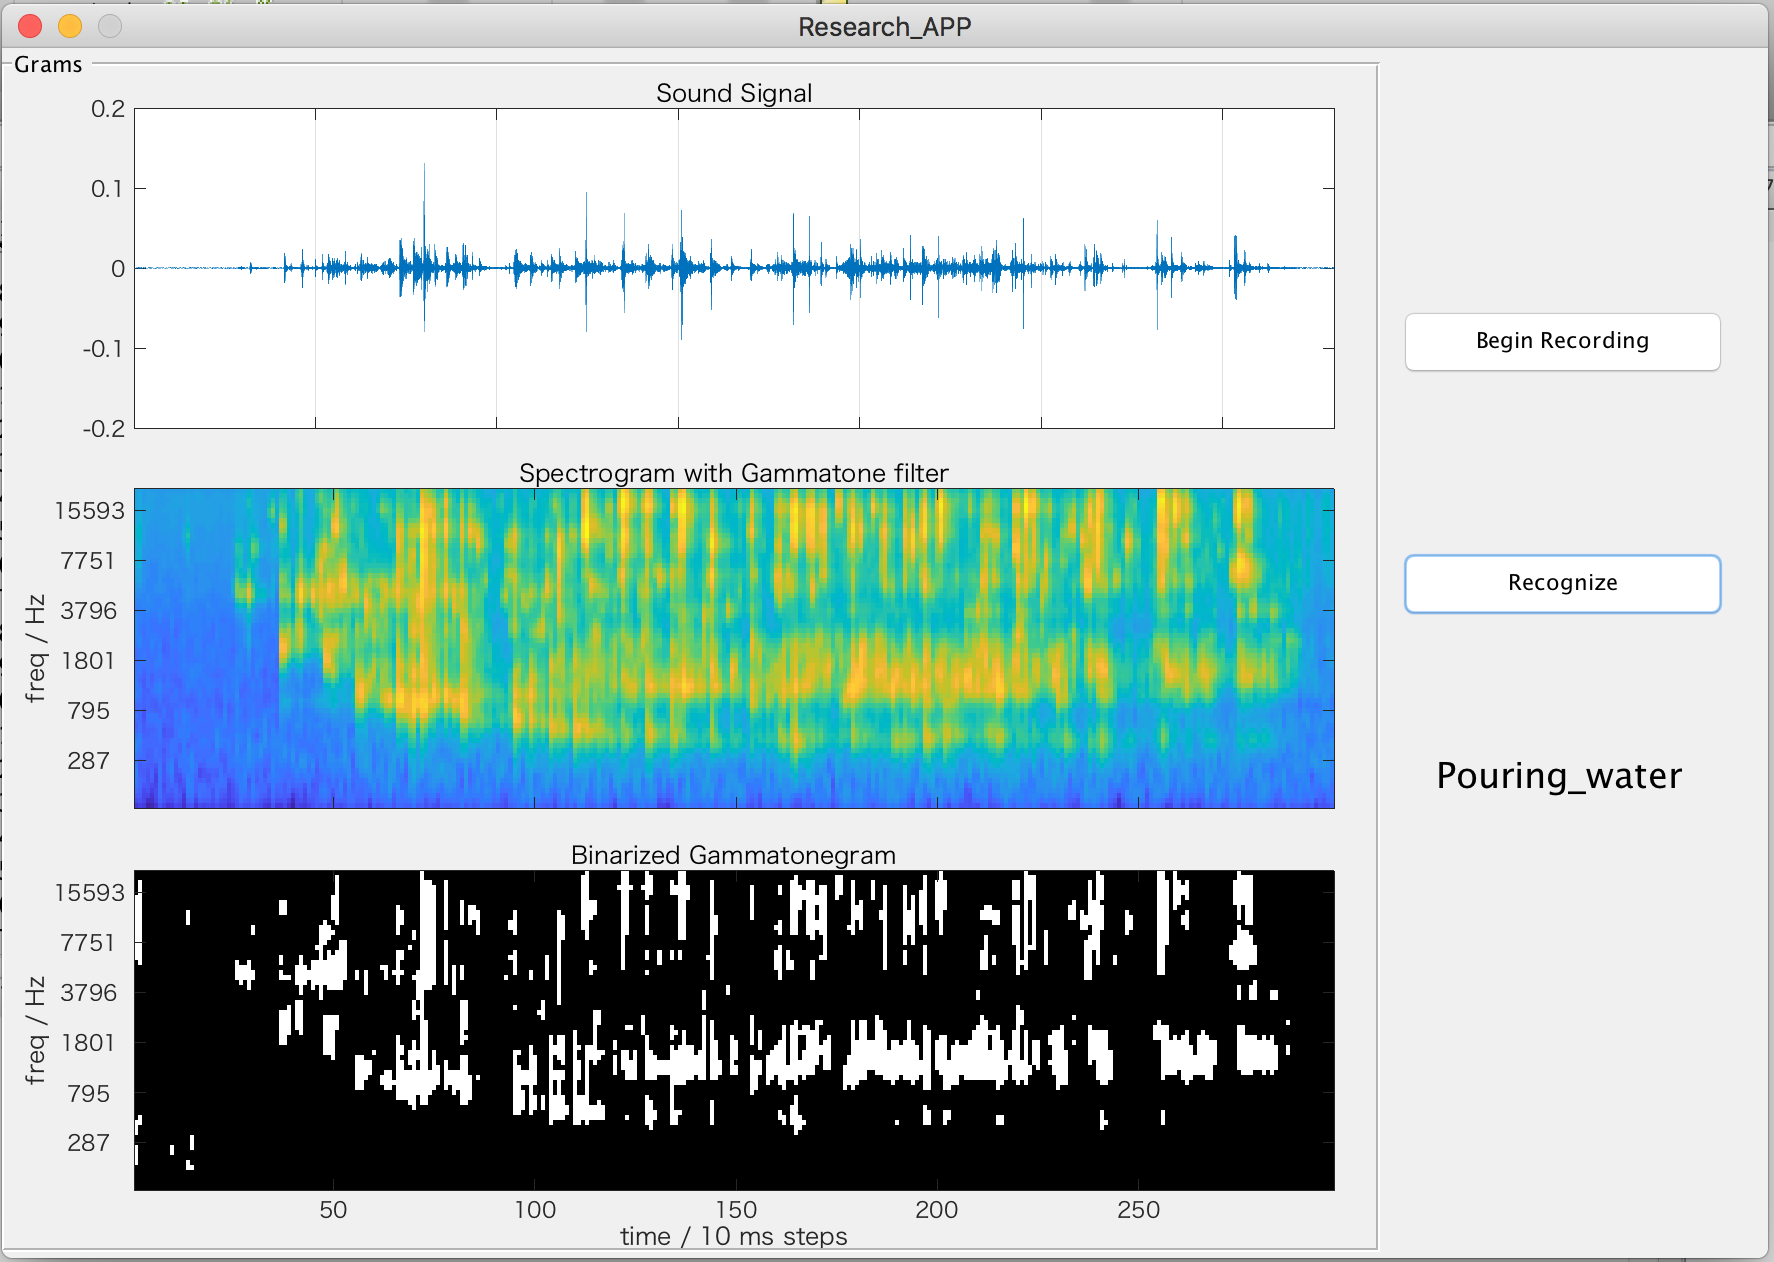 Research_APP
Grams
Sound Signal
0.2
0.1
0
-0.1
-0.2
Spectrogram with Gammatone filter
15593
7751
3796
1801
795
287
freq / Hz
Binarized Gammatonegram
15593
7751
3796
1801
795
287
freq / Hz
50 100 150 200 250
time / 10 ms steps
Begin Recording
Recognize
Pouring_water